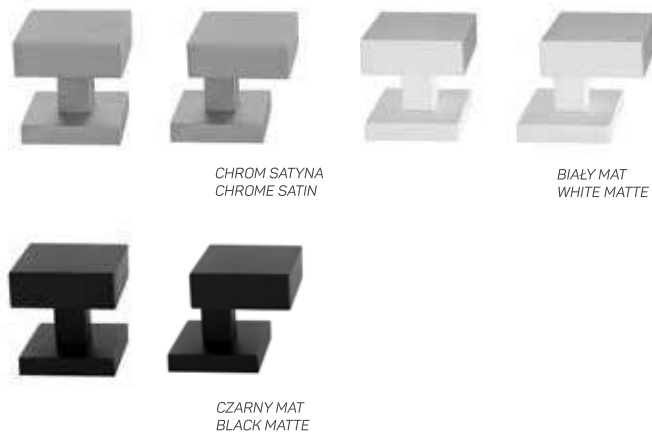 CHROM SATYNA
CHROME SATIN
BIAŁY MAT
WHITE MATTE
CZARNY MAT
BLACK MATTE